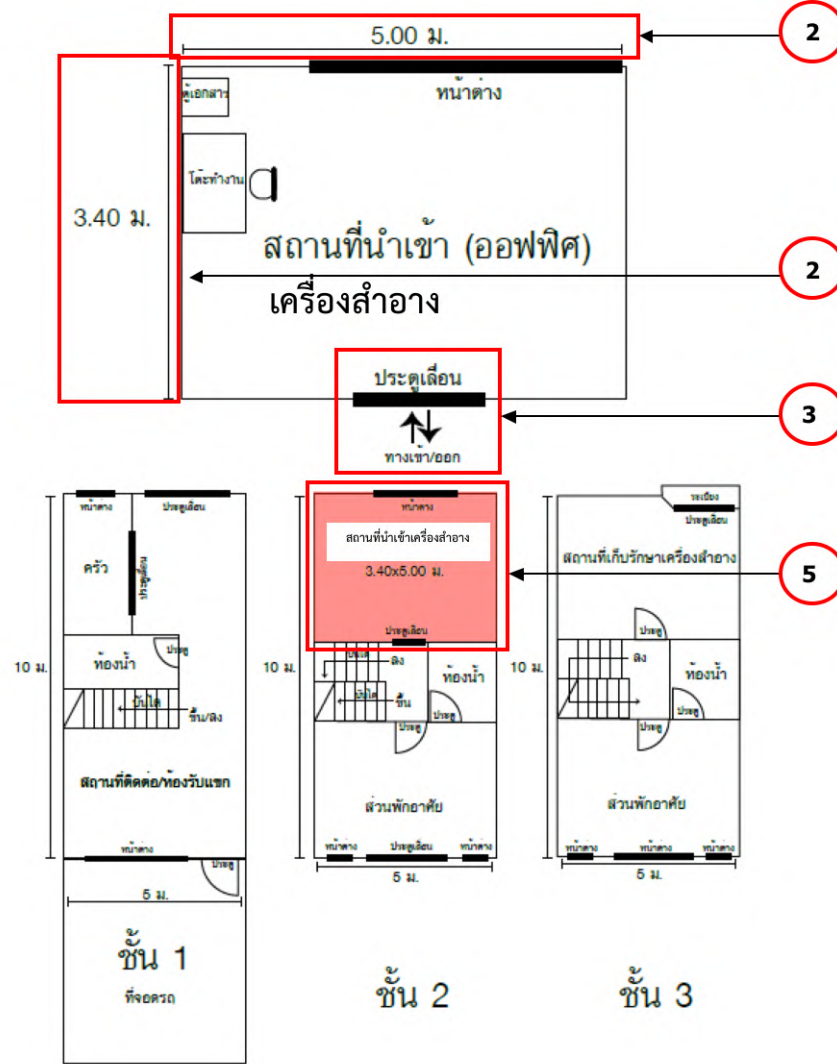 5.00 ม.
2
ตู้เอกสาร
หน้าต่าง
โต๊ะทำงาน
3.40 ม.
สถานที่นำเข้า (ออฟฟิศ)
2
เครื่องสำอาง
ประตูเลื่อน
3
ทางเข้า/ออก
หน้าต่าง
ประตูเลื่อน
ครัว
ประตูเลื่อน
10 ม.
ห้องน้ำ
ประตู
บันได
ขึ้น/ลง
สถานที่ติดต่อ/ห้องรับแขก
หน้าต่าง
ประตู
5 ม.
ชั้น 1
ที่จอดรถ
หน้าต่าง
สถานที่นำเข้าเครื่องสำอาง
3.40x5.00 ม.
5
ประตูเลื่อน
10 ม.
บันได
ลง
ห้องน้ำ
บันได
ขึ้น
ประตู
ประตู
ส่วนพักอาศัย
หน้าต่าง
ประตูเลื่อน
หน้าต่าง
5 ม.
ชั้น 2
ระเบียง
ประตูเลื่อน
สถานที่เก็บรักษาเครื่องสำอาง
ประตู
10 ม.
ลง
ห้องน้ำ
ประตู
ประตู
ส่วนพักอาศัย
หน้าต่าง
หน้าต่าง
หน้าต่าง
5 ม.
ชั้น 3